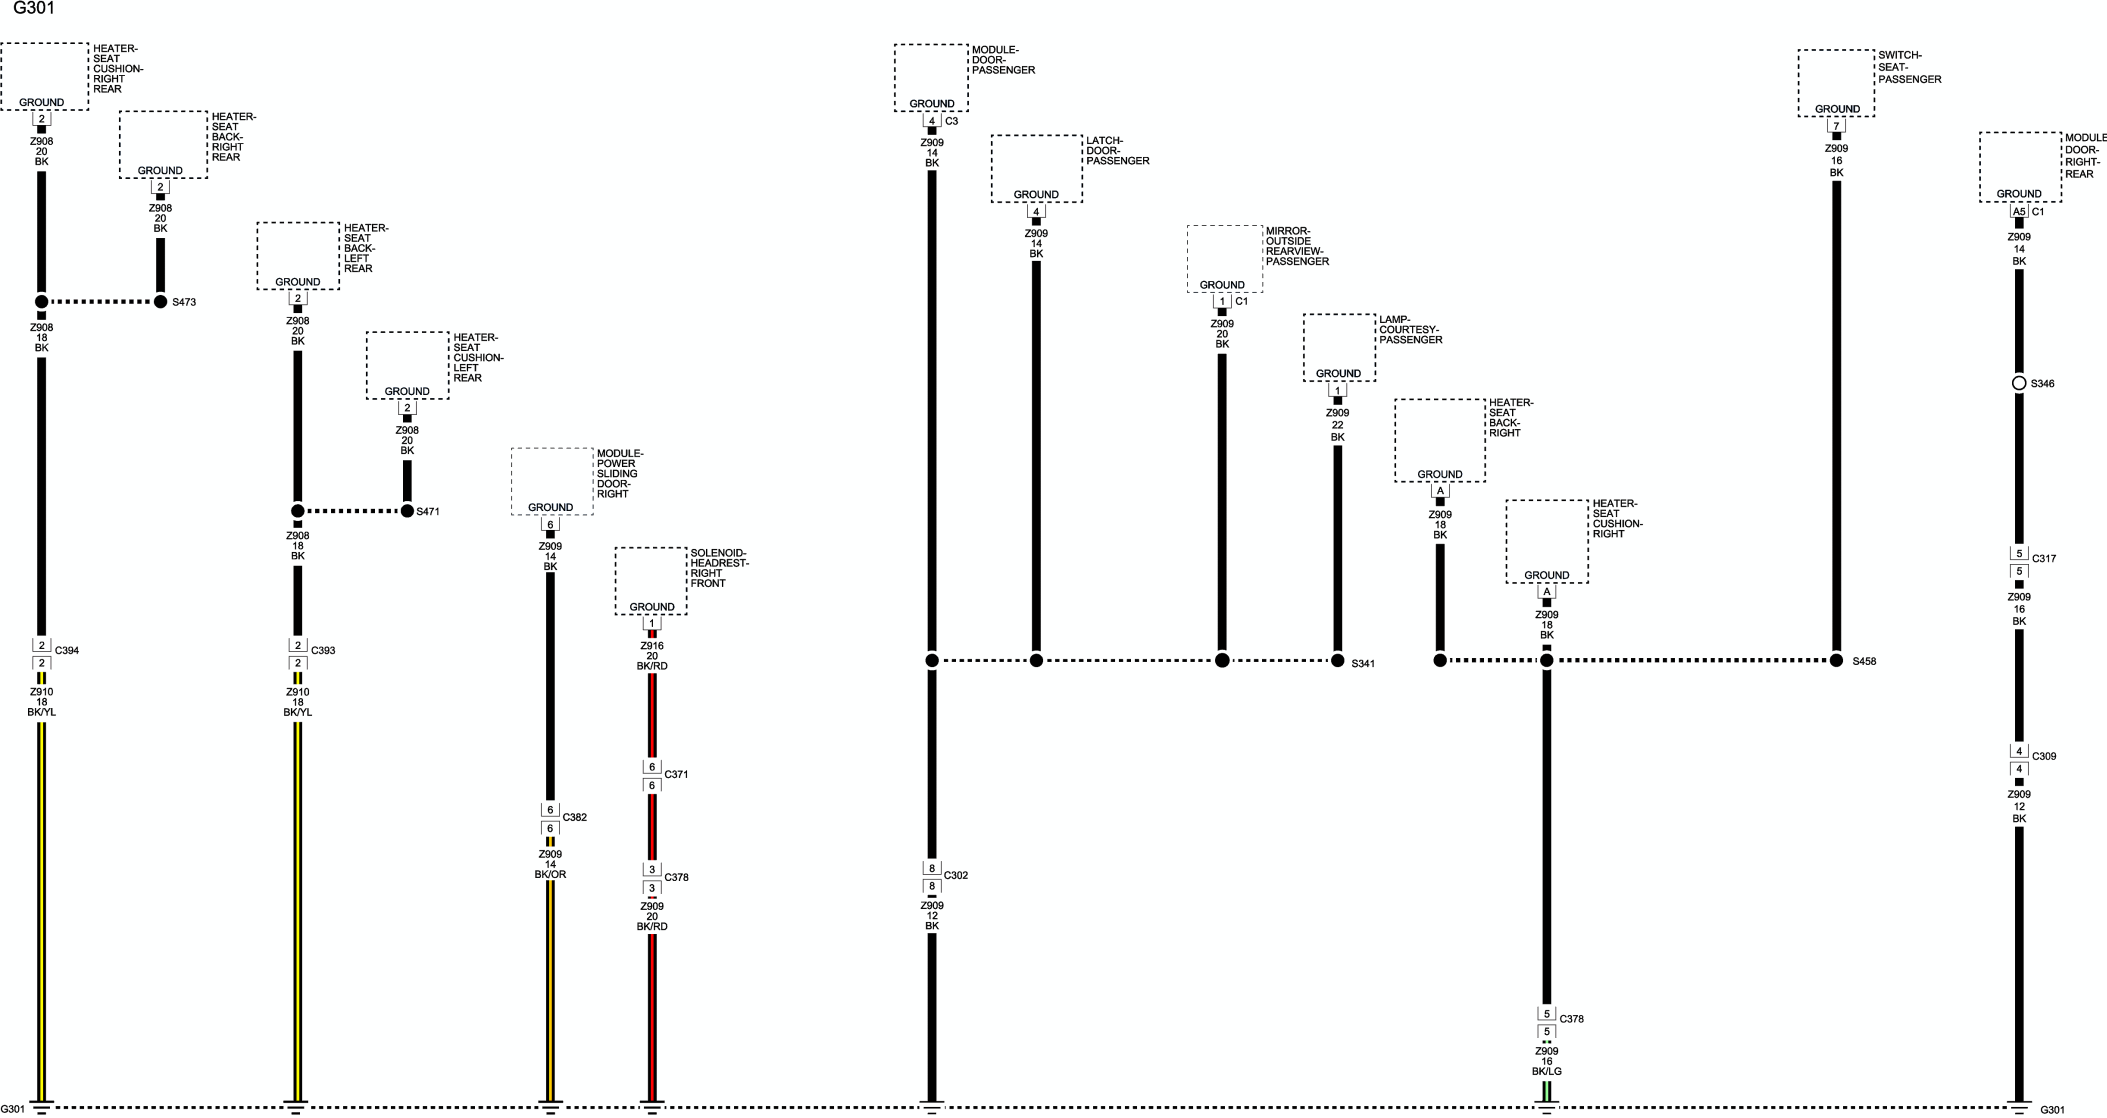 G301
HEATER-
SEAT
CUSHION-
RIGHT
REAR
GROUND
2
Z908
20
BK
HEATER-
SEAT
BACK-
RIGHT
REAR
GROUND
2
Z908
20
BK
S473
Z908
18
BK
2
C394
2
Z910
18
BK/YL
HEATER-
SEAT
BACK-
LEFT
REAR
GROUND
2
Z908
20
BK
HEATER-
SEAT
CUSHION-
LEFT
REAR
GROUND
2
Z908
20
BK
S471
Z908
18
BK
2
C393
2
Z910
18
BK/YL
MODULE-
POWER
SLIDING
DOOR-
RIGHT
GROUND
6
Z909
14
BK
6
C382
6
Z909
14
BK/OR
SOLENOID-
HEADREST-
RIGHT
FRONT
GROUND
1
Z916
20
BK/RD
6
C371
6
3
C378
3
Z909
20
BK/RD
MODULE-
DOOR-
PASSENGER
GROUND
4 C3
Z909
14
BK
LATCH-
DOOR-
PASSENGER
GROUND
4
Z909
14
BK
MIRROR-
OUTSIDE
REARVIEW-
PASSENGER
GROUND
1 C1
Z909
20
BK
LAMP-
COURTESY-
PASSENGER
GROUND
1
Z909
22
BK
S341
8
C302
8
Z909
12
BK
HEATER-
SEAT
BACK-
RIGHT
GROUND
A
Z909
18
BK
HEATER-
SEAT
CUSHION-
RIGHT
GROUND
A
Z909
18
BK
SWITCH-
SEAT-
PASSENGER
GROUND
7
Z909
16
BK
S458
5
C378
5
Z909
16
BK/LG
MODULE
DOOR-
RIGHT-
REAR
GROUND
A5 C1
Z909
14
BK
S346
5
C317
5
Z909
16
BK
4
C309
4
Z909
12
BK
G301
G301